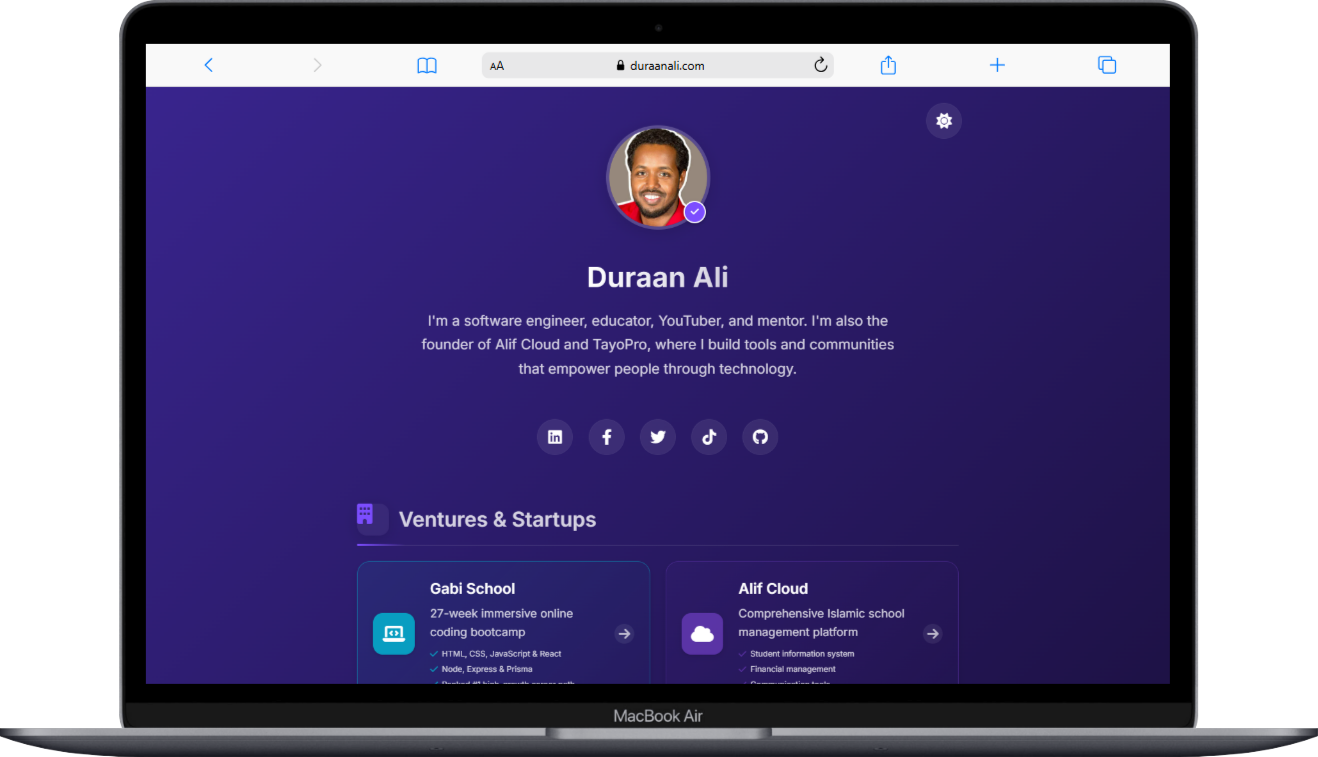 AA
duraanali.com
Duraan Ali
I'm a software engineer, educator, YouTuber, and mentor. I'm also the
founder of Alif Cloud and TayoPro, where I build tools and communities
that empower people through technology.
Ventures & Startups
Gabi School
27-week immersive online
coding bootcamp
HTML, CSS, JavaScript & React
Node, Express & Prisma
Alif Cloud
Comprehensive Islamic school
management platform
Student information system
Financial management
MacBook Air